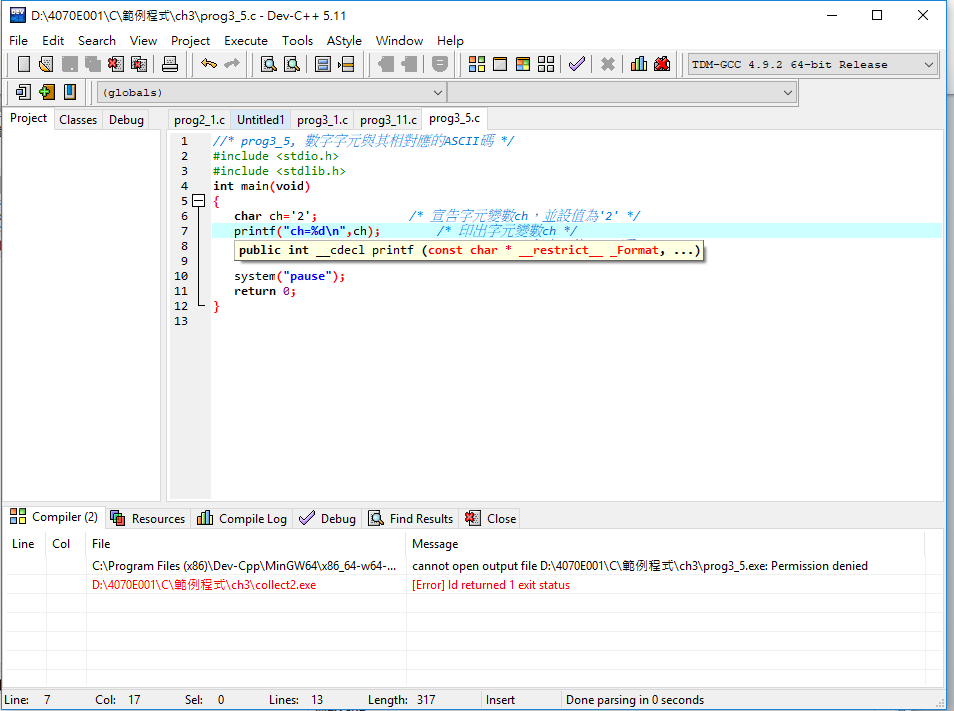 D:\4070E001\C\範例程式\ch3\prog3_5.c - Dev-C++ 5.11
File Edit Search View Project Execute Tools AStyle Window Help
TDM-GCC 4.9.2 64-bit Release
(globals)
Project Classes Debug prog2_1.c Untitled1 prog3_1.c prog3_11.c prog3_5.c
1 //* prog3_5, 數字字元與其相對應的ASCII碼 */
2 #include <stdio.h>
3 #include <stdlib.h>
4 int main(void)
5 {
6 char ch='2'; /* 宣告字元變數ch，並設值為'2' */
7 printf("ch=%d\n",ch); /* 印出字元變數ch */
8 public int __cdecl printf (const char * __restrict__ _Format, ...)
9
10 system("pause");
11 return 0;
12 }
13
Compiler (2) Resources Compile Log Debug Find Results Close
Line Col File Message
C:\Program Files (x86)\Dev-Cpp\MinGW64\x86_64-w64-... cannot open output file D:\4070E001\C\範例程式\ch3\prog3_5.exe: Permission denied
D:\4070E001\C\範例程式\ch3\collect2.exe [Error] ld returned 1 exit status
Line: 7 Col: 17 Sel: 0 Lines: 13 Length: 317 Insert Done parsing in 0 seconds